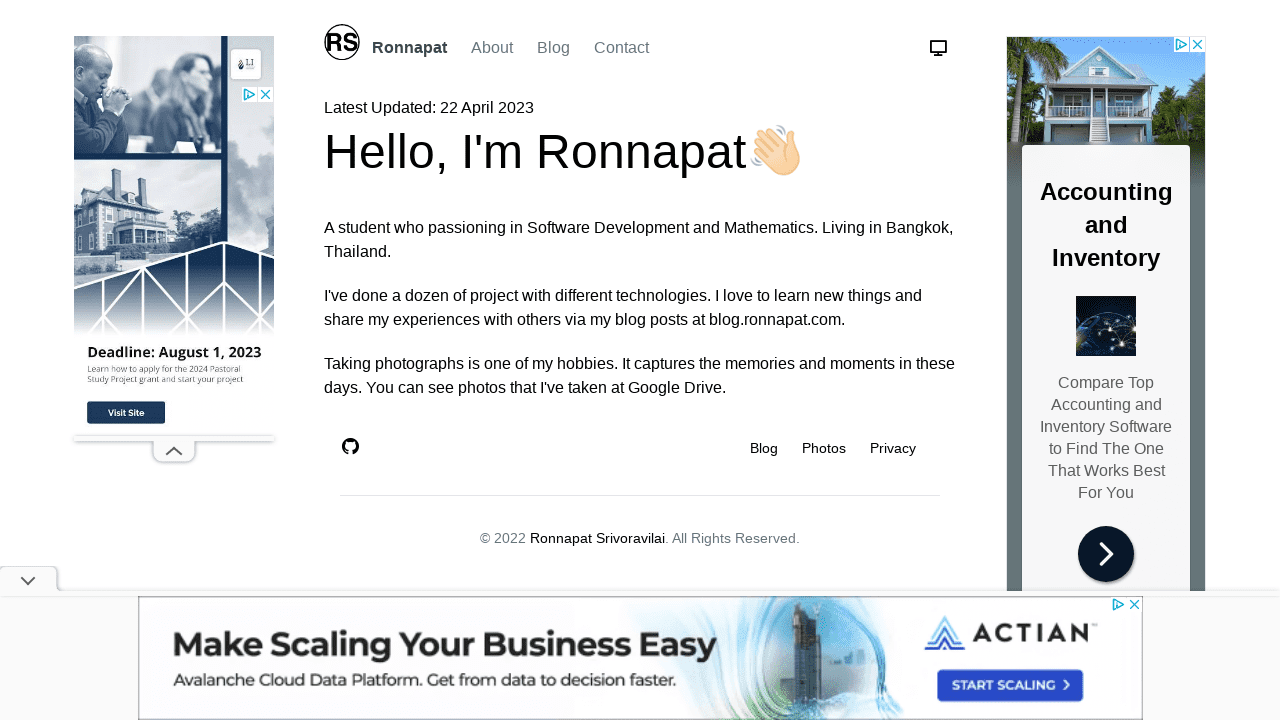 RS Ronnapat About Blog Contact
Latest Updated: 22 April 2023
Hello, I'm Ronnapat👋🏻
A student who passioning in Software Development and Mathematics. Living in Bangkok,
Thailand.
I've done a dozen of project with different technologies. I love to learn new things and
share my experiences with others via my blog posts at blog.ronnapat.com.
Taking photographs is one of my hobbies. It captures the memories and moments in these
days. You can see photos that I've taken at Google Drive.
Blog Photos Privacy
© 2022 Ronnapat Srivoravilai. All Rights Reserved.
LI
Deadline: August 1, 2023
Learn how to apply for the 2024 Pastoral
Study Project grant and start your project
Visit Site
Accounting
and
Inventory
Compare Top
Accounting and
Inventory Software
to Find The One
That Works Best
For You
Make Scaling Your Business Easy
Avalanche Cloud Data Platform. Get from data to decision faster.
ACTIAN™
START SCALING